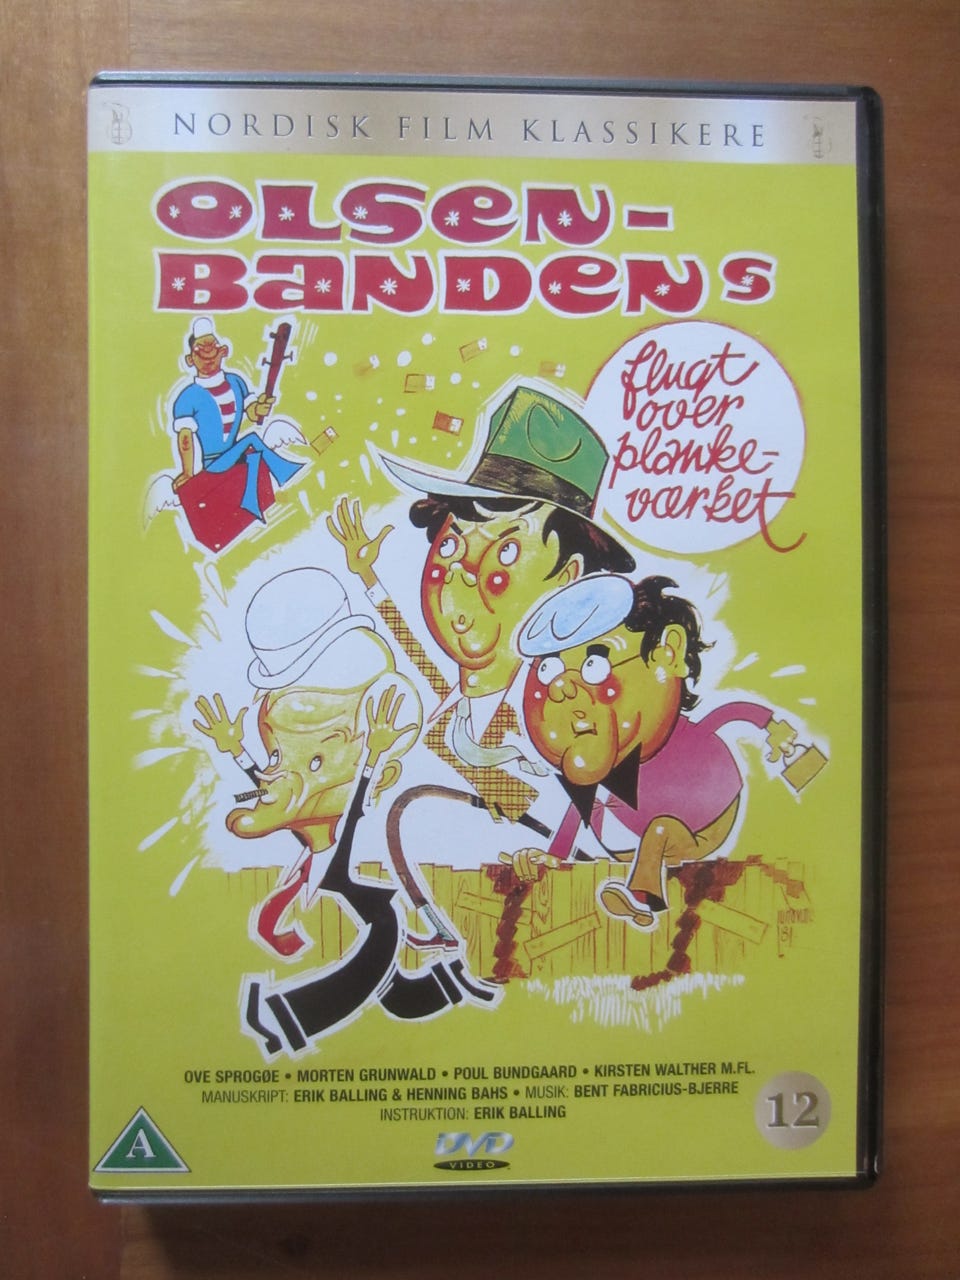 NORDISK FILM KLASSIKERE
OLSEN-
BANDENS
flugt
over
planke-
værket
OVE SPROGØE • MORTEN GRUNWALD • POUL BUNDGAARD • KIRSTEN WALTHER M.FL.
MANUSKRIPT: ERIK BALLING & HENNING BAHS • MUSIK: BENT FABRICIUS-BJERRE
INSTRUKTION: ERIK BALLING
12
A
DVD
VIDEO